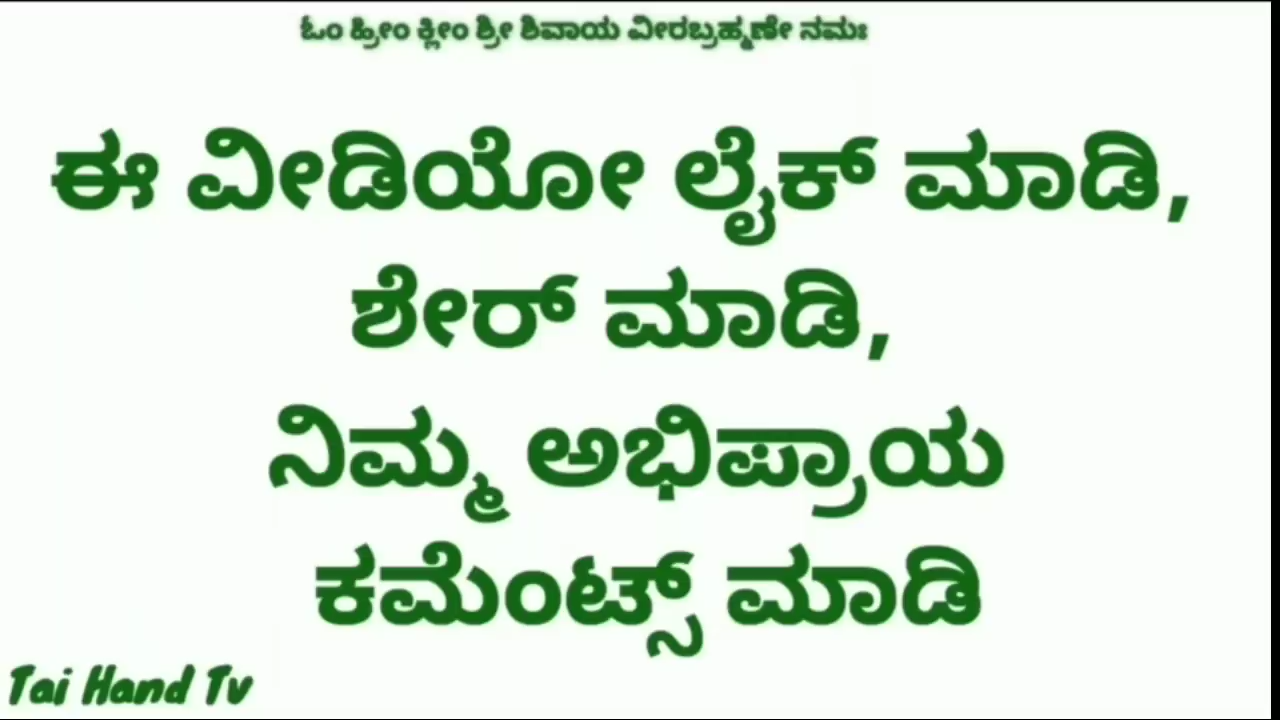 ಓಂ ಹ್ರೀಂ ಕ್ಲೀಂ ಶ್ರೀ ಶಿವಾಯ ವೀರಬ್ರಹ್ಮಣೇ ನಮಃ
ಈ ವೀಡಿಯೋ ಲೈಕ್ ಮಾಡಿ,
ಶೇರ್ ಮಾಡಿ,
ನಿಮ್ಮ ಅಭಿಪ್ರಾಯ
ಕಮೆಂಟ್ಸ್ ಮಾಡಿ
Tai Hand Tv